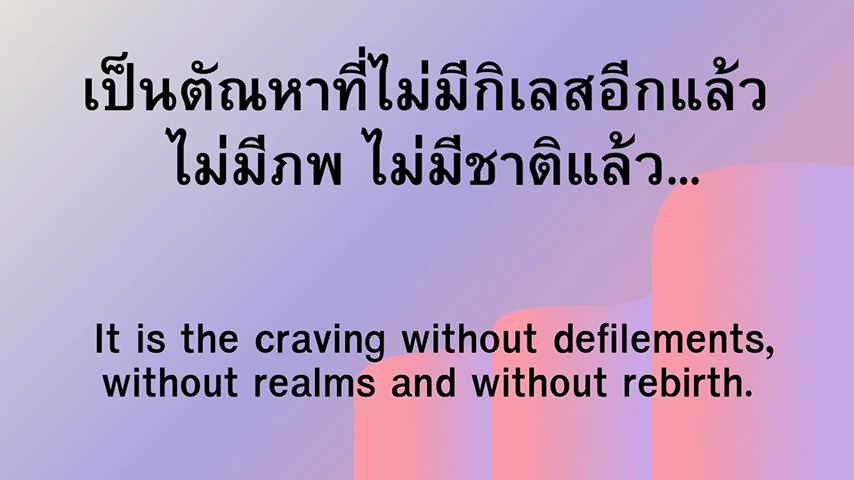 เป็นตัณหาที่ไม่มีกิเลสอีกแล้ว
ไม่มีภพ ไม่มีชาติแล้ว...
It is the craving without defilements,
without realms and without rebirth.